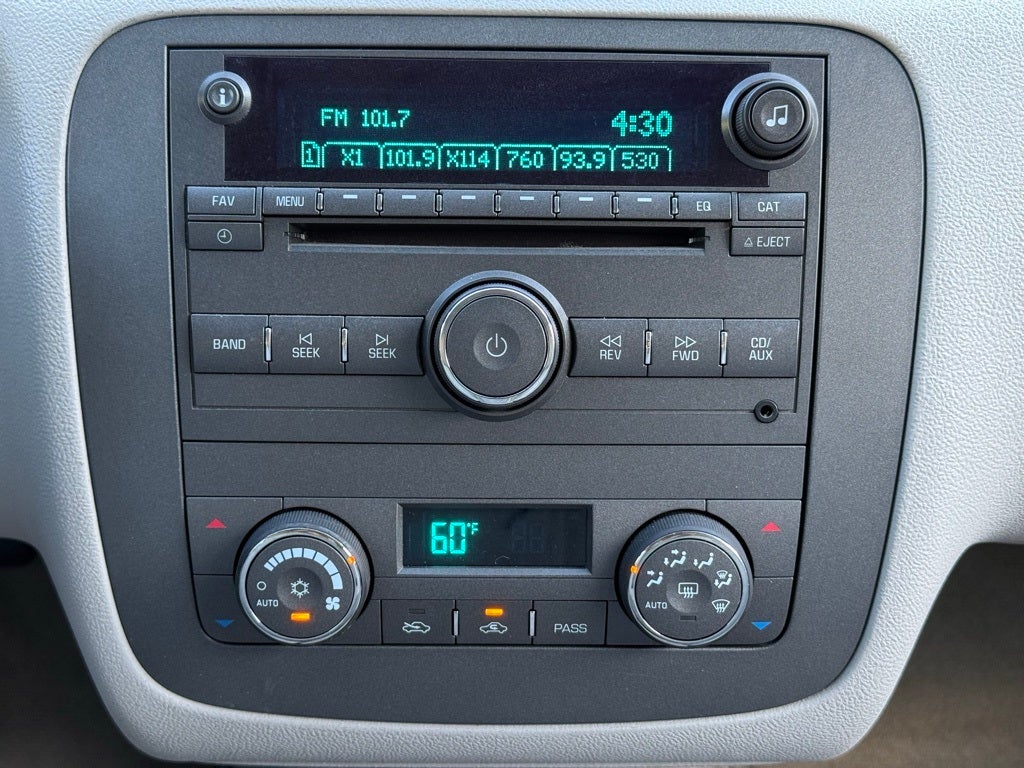 i
FM 101.7 4:30
1 X1 101.9 X114 760 93.9 530
FAV MENU EQ CAT
EJECT
BAND SEEK SEEK REV FWD CD/
AUX
60°F
AUTO AUTO
PASS